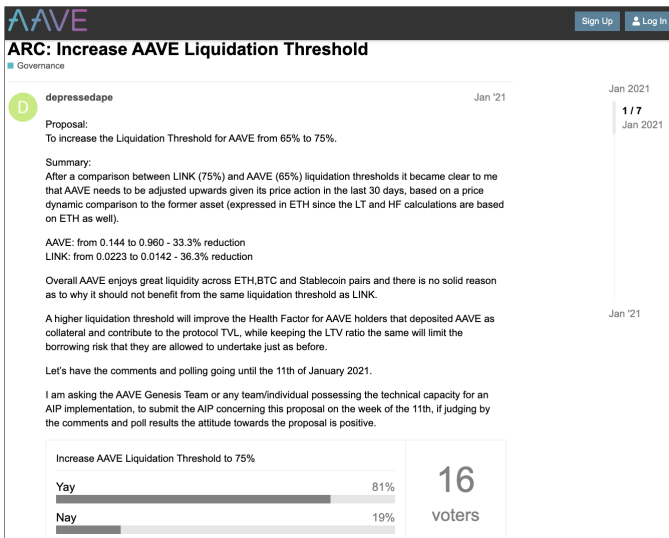 AAVE
Sign Up
Log In
ARC: Increase AAVE Liquidation Threshold
Governance
D
depressedape
Jan '21
Proposal:
To increase the Liquidation Threshold for AAVE from 65% to 75%.
Summary:
After a comparison between LINK (75%) and AAVE (65%) liquidation thresholds it became clear to me
that AAVE needs to be adjusted upwards given its price action in the last 30 days, based on a price
dynamic comparison to the former asset (expressed in ETH since the LT and HF calculations are based
on ETH as well).
AAVE: from 0.144 to 0.960 - 33.3% reduction
LINK: from 0.0223 to 0.0142 - 36.3% reduction
Overall AAVE enjoys great liquidity across ETH,BTC and Stablecoin pairs and there is no solid reason
as to why it should not benefit from the same liquidation threshold as LINK.
A higher liquidation threshold will improve the Health Factor for AAVE holders that deposited AAVE as
collateral and contribute to the protocol TVL, while keeping the LTV ratio the same will limit the
borrowing risk that they are allowed to undertake just as before.
Let's have the comments and polling going until the 11th of January 2021.
I am asking the AAVE Genesis Team or any team/individual possessing the technical capacity for an
AIP implementation, to submit the AIP concerning this proposal on the week of the 11th, if judging by
the comments and poll results the attitude towards the proposal is positive.
Increase AAVE Liquidation Threshold to 75%
Yay 81%
Nay 19%
16
voters
Jan 2021
1 / 7
Jan 2021
Jan '21